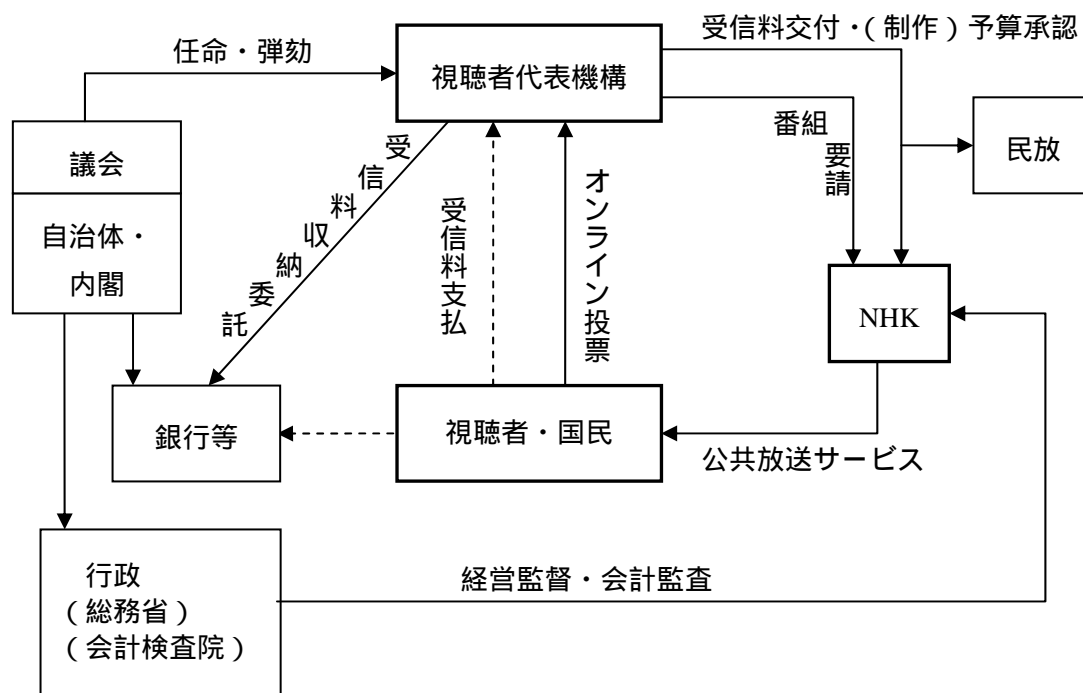 受信料交付・(制作)予算承認
任命・弾劾
視聴者代表機構
番組
要請
民放
議会
自治体・
内閣
受信料収納委託
受信料支払
オンライン投票
NHK
銀行等
視聴者・国民
公共放送サービス
行政
(総務省)
(会計検査院)
経営監督・会計監査